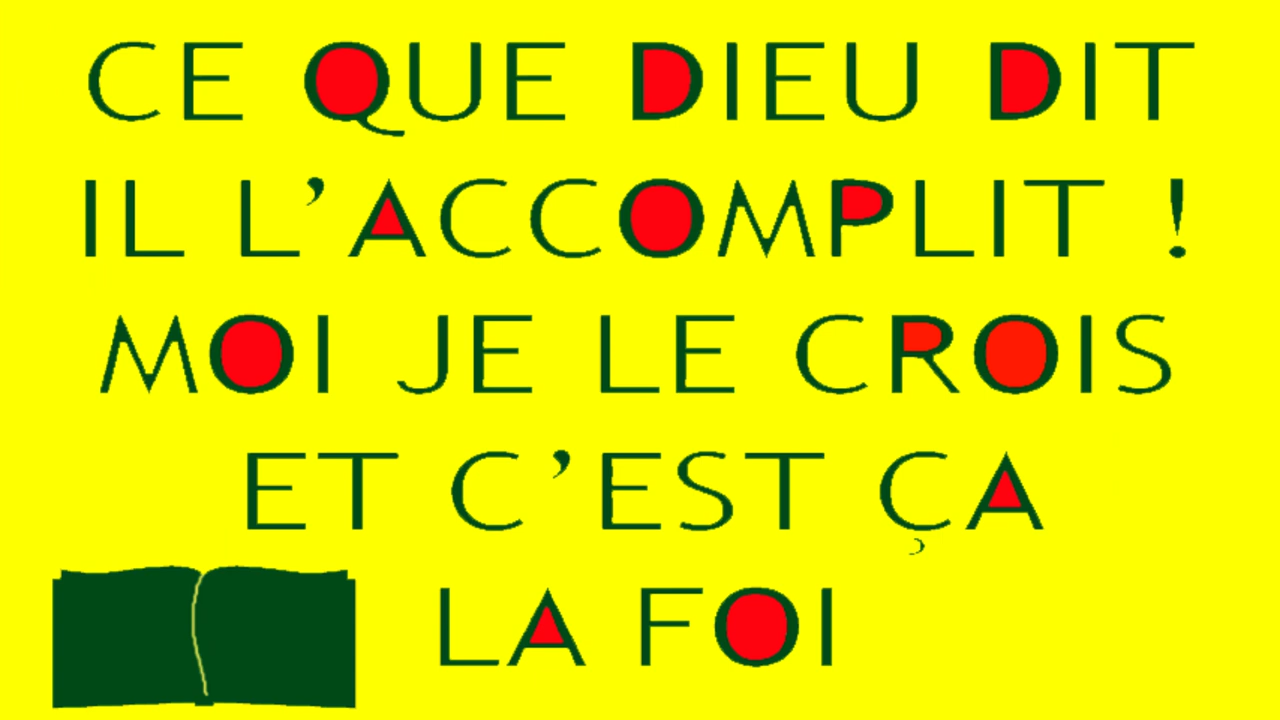 CE QUE DIEU DIT
IL L’ACCOMPLIT !
MOI JE LE CROIS
ET C’EST ÇA
LA FOI